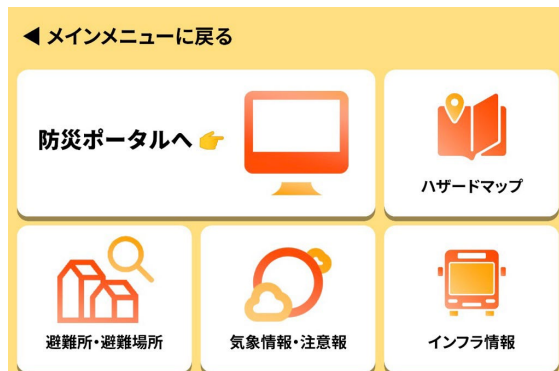 ◀ メインメニューに戻る
防災ポータルへ 👉
ハザードマップ
避難所・避難場所
気象情報・注意報
インフラ情報